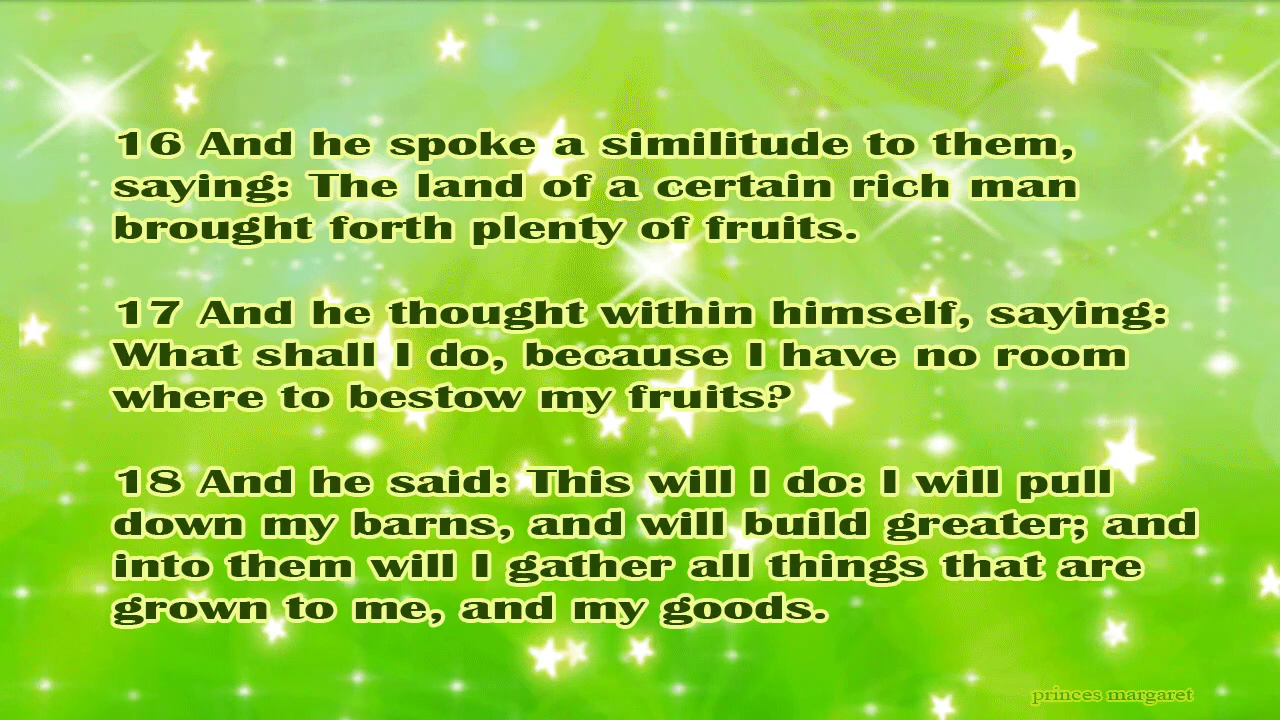 16 And he spoke a similitude to them,
saying: The land of a certain rich man
brought forth plenty of fruits.
17 And he thought within himself, saying:
What shall I do, because I have no room
where to bestow my fruits?
18 And he said: This will I do: I will pull
down my barns, and will build greater; and
into them will I gather all things that are
grown to me, and my goods.
princes margaret